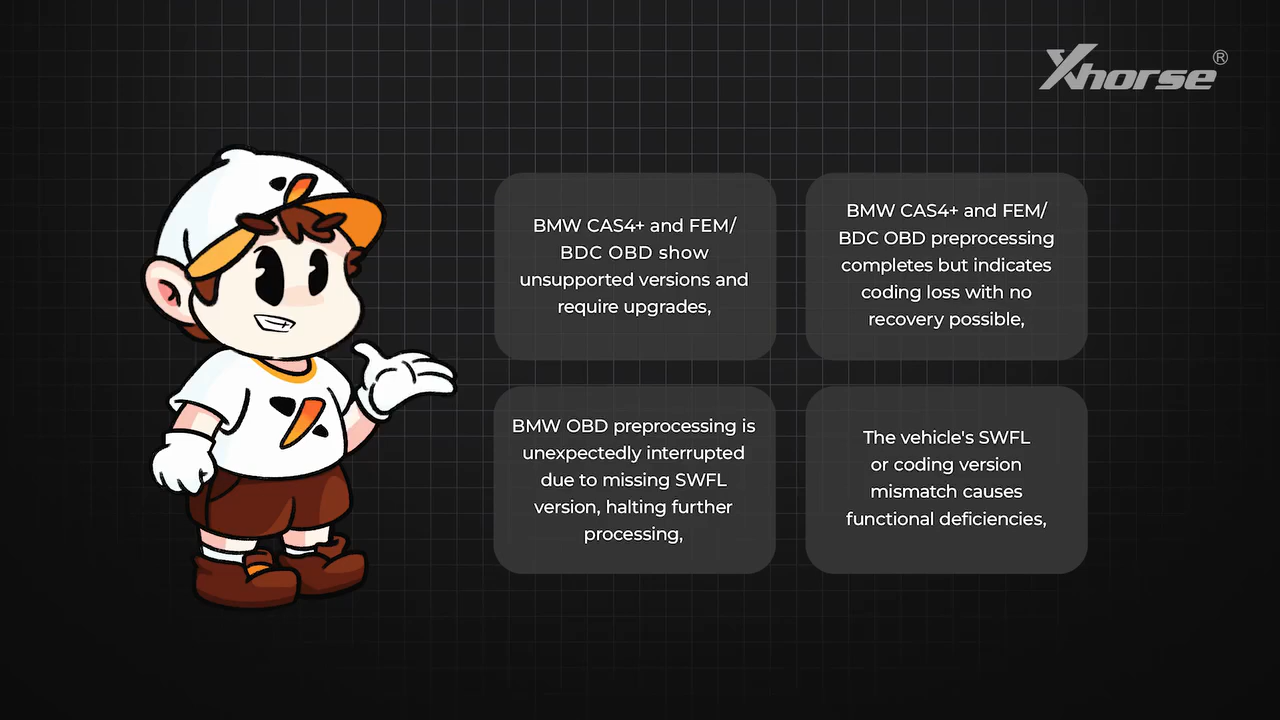 Xhorse®
BMW CAS4+ and FEM/
BDC OBD show
unsupported versions and
require upgrades,
BMW CAS4+ and FEM/
BDC OBD preprocessing
completes but indicates
coding loss with no
recovery possible,
BMW OBD preprocessing is
unexpectedly interrupted
due to missing SWFL
version, halting further
processing,
The vehicle's SWFL
or coding version
mismatch causes
functional deficiencies,